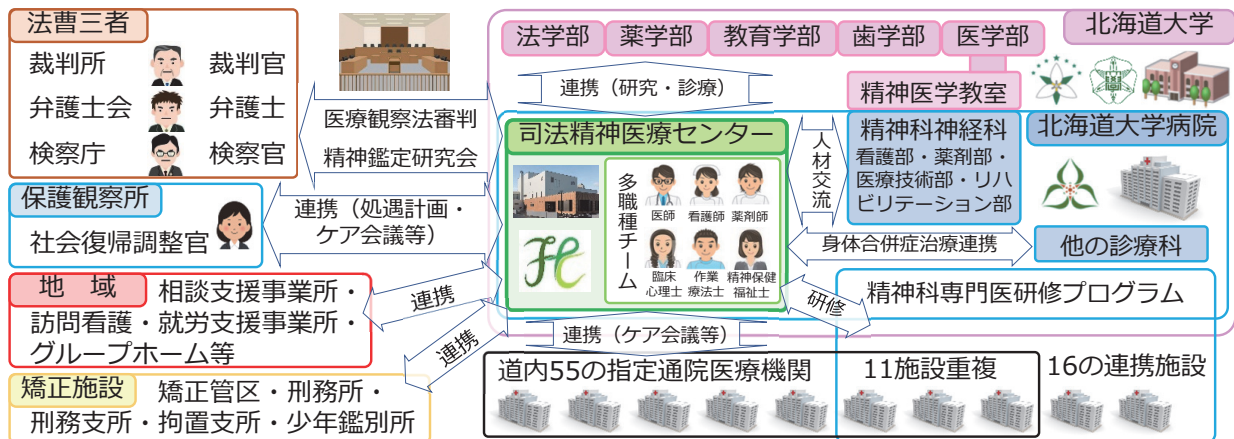 法曹三者
裁判所 裁判官
弁護士会 弁護士
検察庁 検察官
医療観察法審判
精神鑑定研究会
保護観察所
社会復帰調整官
連携（処遇計画・
ケア会議等）
地 域 相談支援事業所・
訪問看護・就労支援事業所・
グループホーム等
連携
矯正施設 矯正管区・刑務所・
刑務支所・拘置支所・少年鑑別所
連携
北海道大学
法学部 薬学部 教育学部 歯学部 医学部
連携（研究・診療）
精神医学教室
司法精神医療センター
多職種チーム
医師 看護師 薬剤師
臨床
心理士
作業
療法士
精神保健
福祉士
人材交流
精神科神経科
看護部・薬剤部・
医療技術部・リハ
ビリテーション部
北海道大学病院
身体合併症治療連携
他の診療科
研修
精神科専門医研修プログラム
連携（ケア会議等）
道内55の指定通院医療機関
11施設重複
16の連携施設